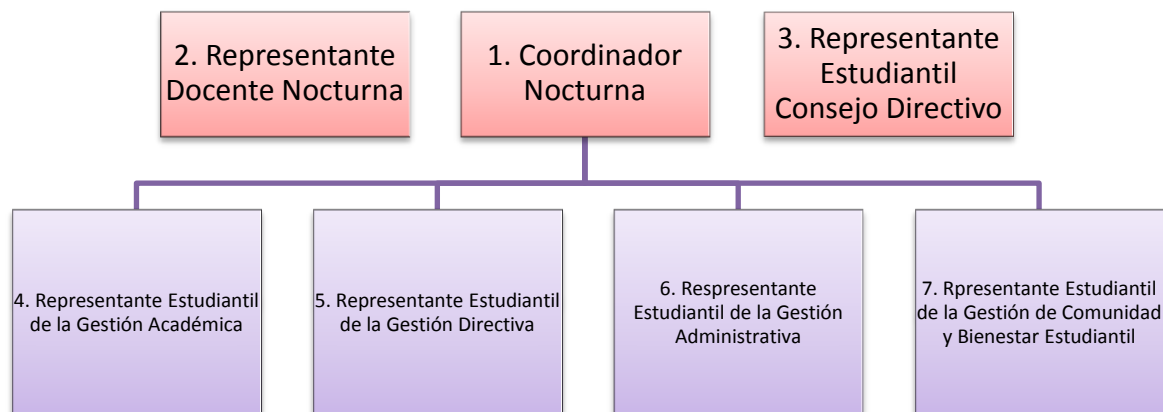 2. Representante
Docente Nocturna
1. Coordinador
Nocturna
3. Representante
Estudiantil
Consejo Directivo
4. Representante Estudiantil
de la Gestión Académica
5. Representante Estudiantil
de la Gestión Directiva
6. Respresentante
Estudiantil de la Gestión
Administrativa
7. Rpresentante Estudiantil
de la Gestión de Comunidad
y Bienestar Estudiantil